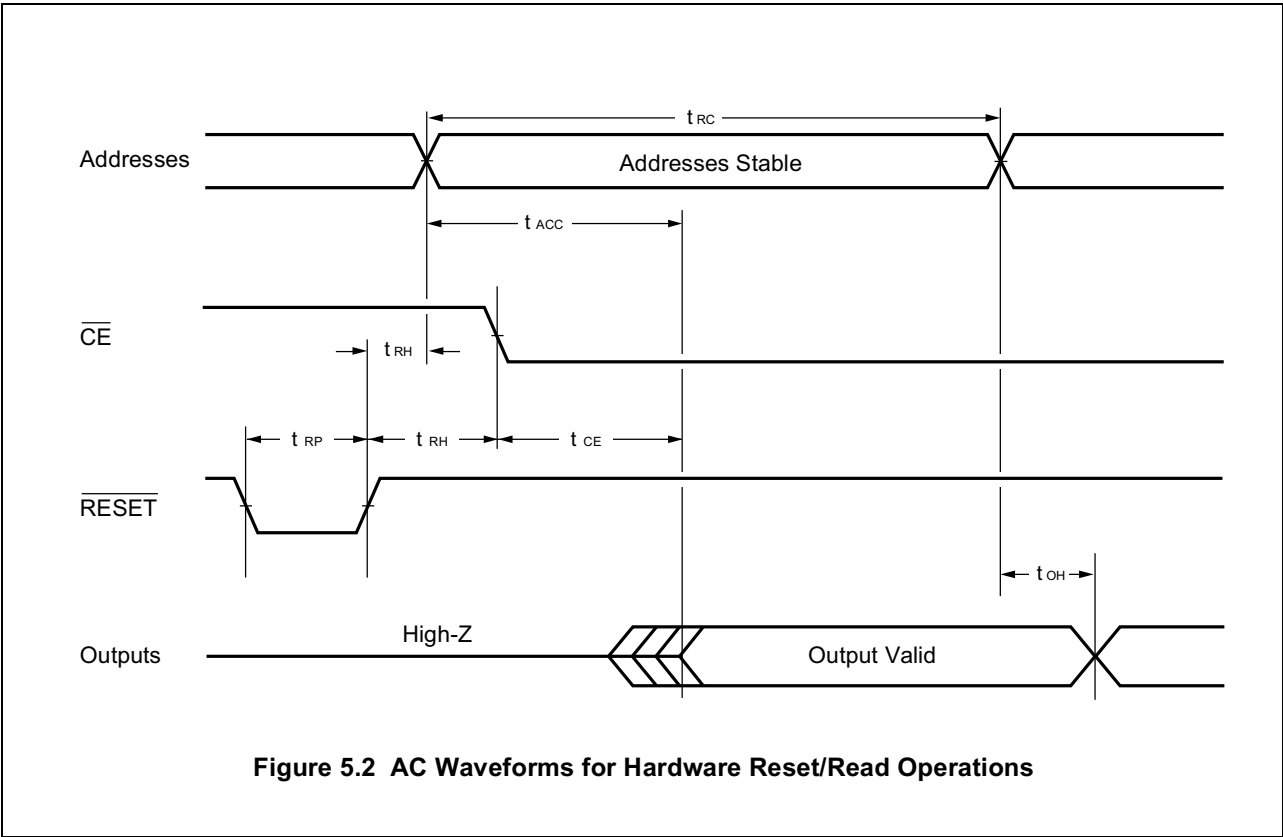 t RC
Addresses
Addresses Stable
t ACC
CE
t RH
t RP
t RH
t CE
RESET
t OH
High-Z
Outputs
Output Valid
Figure 5.2 AC Waveforms for Hardware Reset/Read Operations